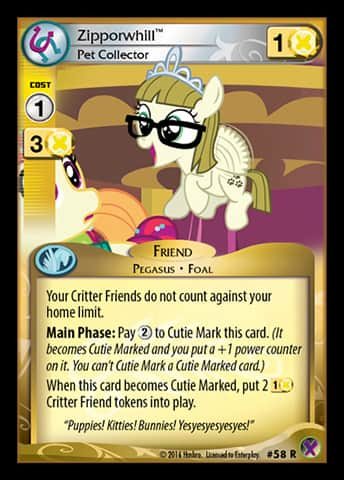 Zipporwhill™
Pet Collector
1
COST
1
3
FRIEND
PEGASUS • FOAL
Your Critter Friends do not count against your
home limit.
Main Phase: Pay 2 to Cutie Mark this card. (It
becomes Cutie Marked and you put a +1 power counter
on it. You can't Cutie Mark a Cutie Marked card.)
When this card becomes Cutie Marked, put 2 1
Critter Friend tokens into play.
"Puppies! Kitties! Bunnies! Yesyesyesyesyes!"
© 2016 Hasbro. Licensed to Enterplay. #58 R